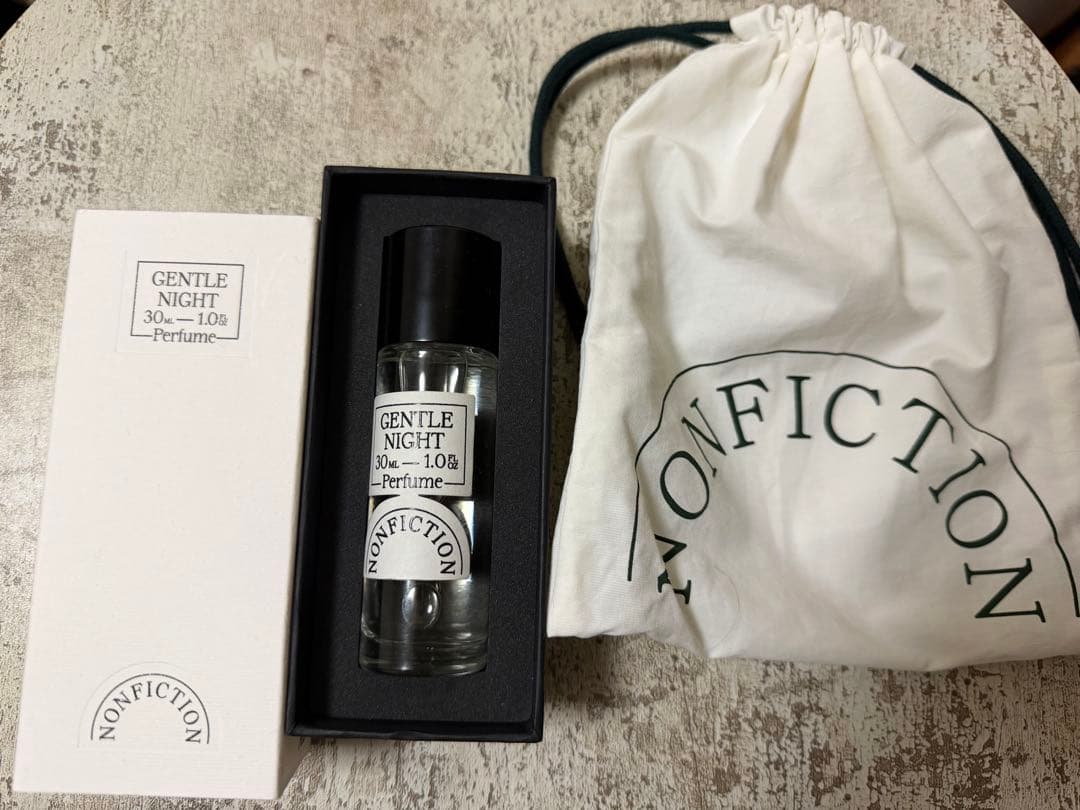 GENTLE
NIGHT
30ML — 1.0FL OZ
Perfume
NONFICTION
GENTLE
NIGHT
30ML — 1.0FL OZ
Perfume
NONFICTION
NONFICTION